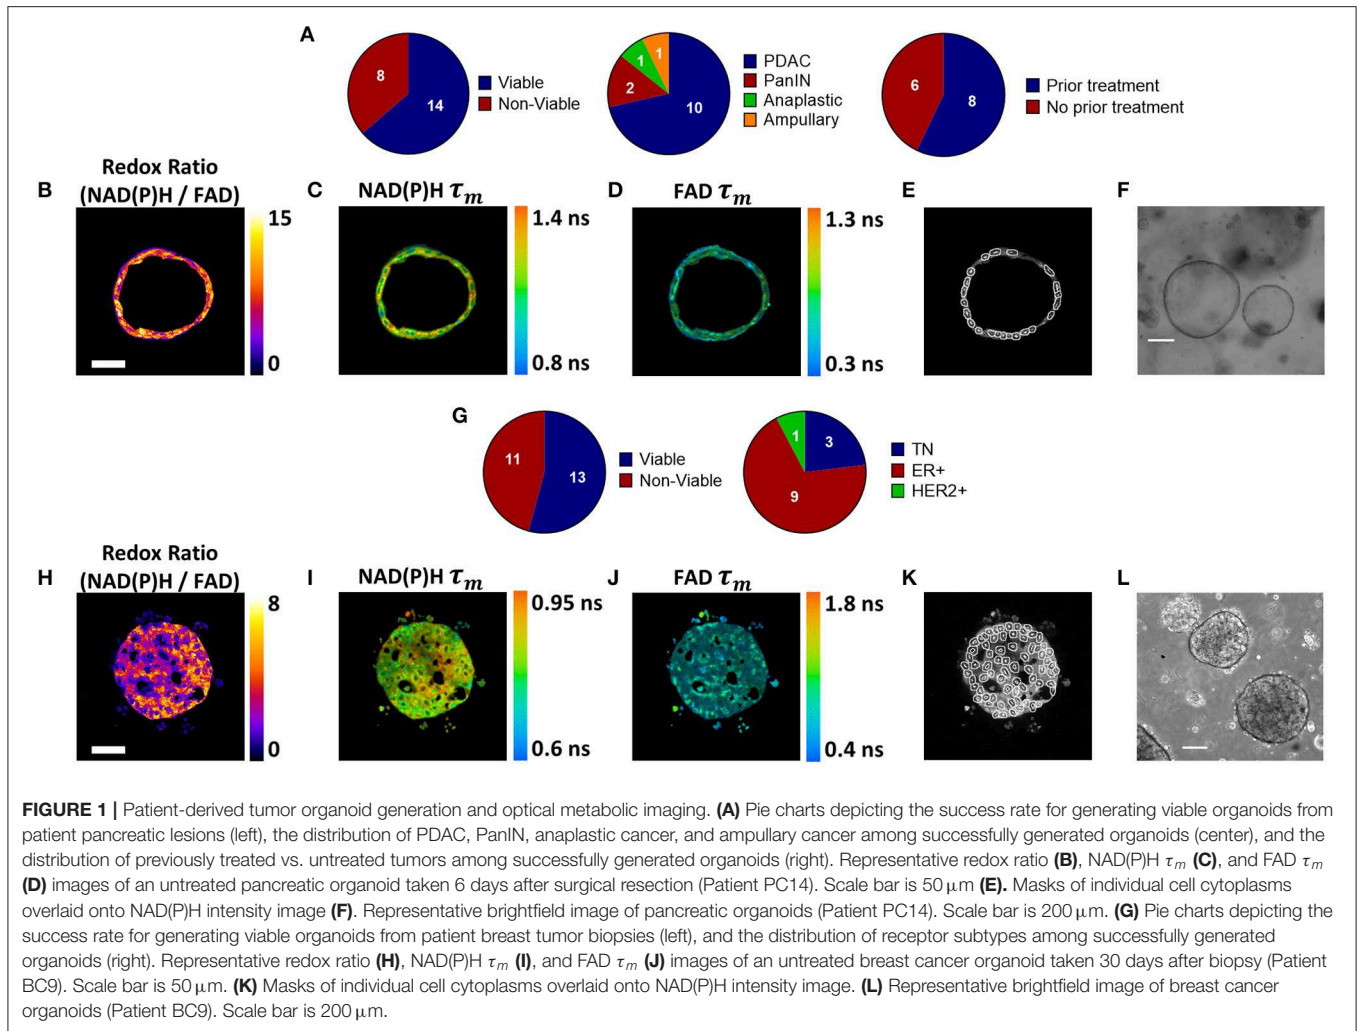 A
8
14
Viable
Non-Viable
1
1
2
10
PDAC
PanIN
Anaplastic
Ampullary
6
8
Prior treatment
No prior treatment
B
Redox Ratio
(NAD(P)H / FAD)
15
0
C
NAD(P)H τm
1.4 ns
0.8 ns
D
FAD τm
1.3 ns
0.3 ns
E
F
G
11
13
Viable
Non-Viable
1
3
9
TN
ER+
HER2+
H
Redox Ratio
(NAD(P)H / FAD)
8
0
I
NAD(P)H τm
0.95 ns
0.6 ns
J
FAD τm
1.8 ns
0.4 ns
K
L
FIGURE 1 | Patient-derived tumor organoid generation and optical metabolic imaging. (A) Pie charts depicting the success rate for generating viable organoids from
patient pancreatic lesions (left), the distribution of PDAC, PanIN, anaplastic cancer, and ampullary cancer among successfully generated organoids (center), and the
distribution of previously treated vs. untreated tumors among successfully generated organoids (right). Representative redox ratio (B), NAD(P)H τm (C), and FAD τm
(D) images of an untreated pancreatic organoid taken 6 days after surgical resection (Patient PC14). Scale bar is 50 μm (E). Masks of individual cell cytoplasms
overlaid onto NAD(P)H intensity image (F). Representative brightfield image of pancreatic organoids (Patient PC14). Scale bar is 200 μm. (G) Pie charts depicting the
success rate for generating viable organoids from patient breast tumor biopsies (left), and the distribution of receptor subtypes among successfully generated
organoids (right). Representative redox ratio (H), NAD(P)H τm (I), and FAD τm (J) images of an untreated breast cancer organoid taken 30 days after biopsy (Patient
BC9). Scale bar is 50 μm. (K) Masks of individual cell cytoplasms overlaid onto NAD(P)H intensity image. (L) Representative brightfield image of breast cancer
organoids (Patient BC9). Scale bar is 200 μm.